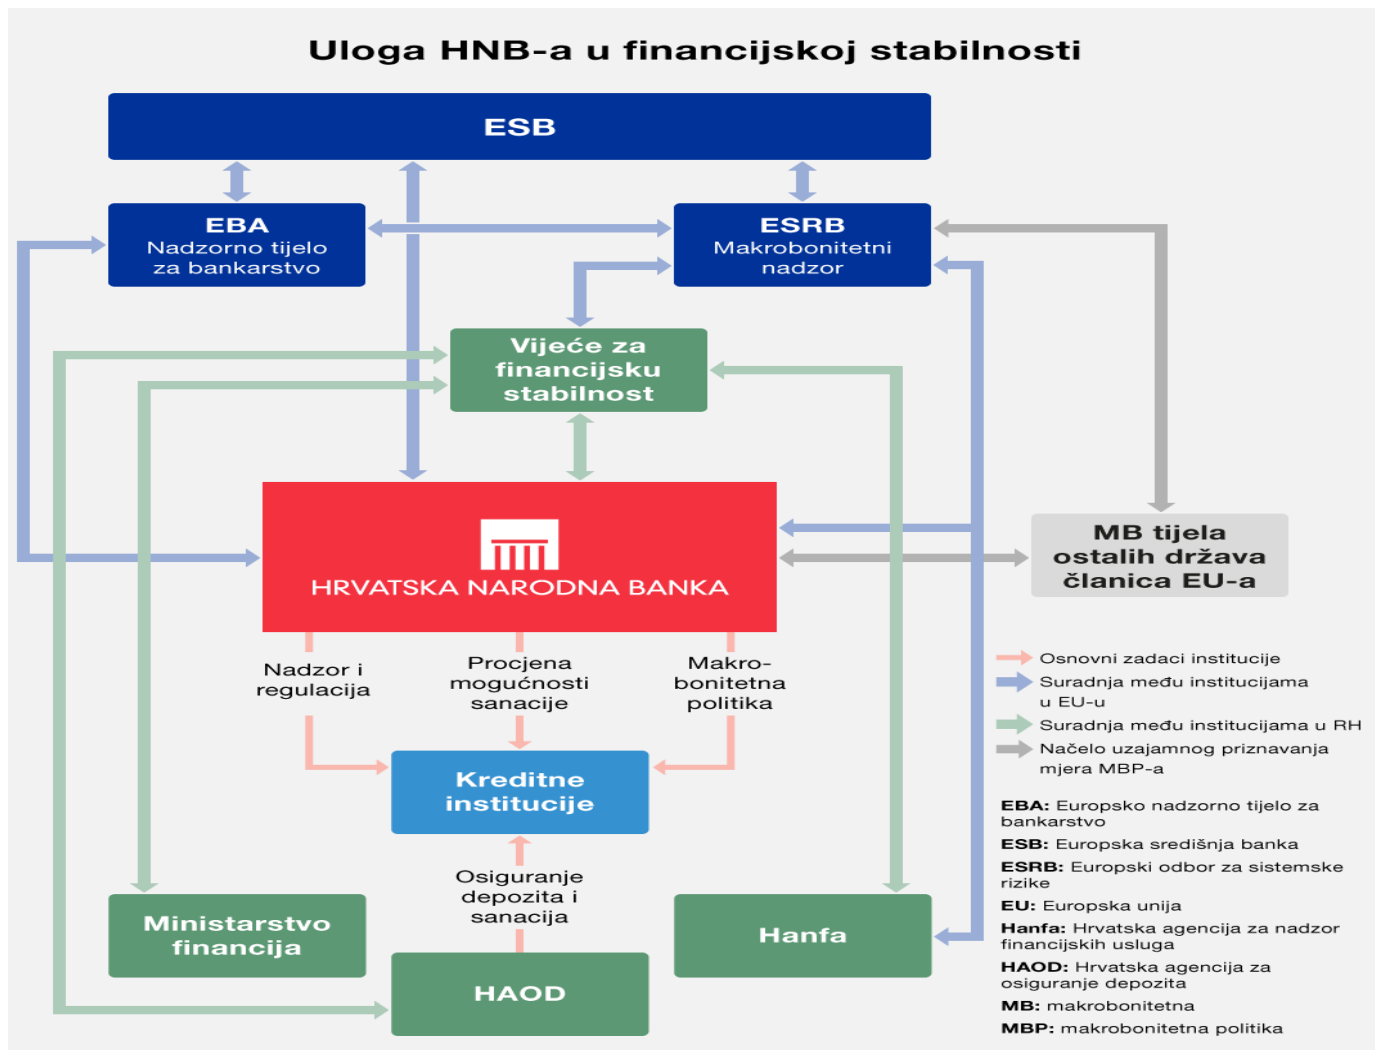 Uloga HNB-a u financijskoj stabilnosti
ESB
EBA
Nadzorno tijelo
za bankarstvo
ESRB
Makrobonitetni
nadzor
Vijeće za
financijsku
stabilnost
HRVATSKA NARODNA BANKA
MB tijela
ostalih država
članica EU-a
Nadzor i
regulacija
Procjena
mogućnosti
sanacije
Makro-
bonitetna
politika
Kreditne
institucije
Osiguranje
depozita i
sanacija
Ministarstvo
financija
HAOD
Hanfa
Osnovni zadaci institucije
Suradnja među institucijama
u EU-u
Suradnja među institucijama u RH
Načelo uzajamnog priznavanja
mjera MBP-a
EBA: Europsko nadzorno tijelo za
bankarstvo
ESB: Europska središnja banka
ESRB: Europski odbor za sistemske
rizike
EU: Europska unija
Hanfa: Hrvatska agencija za nadzor
financijskih usluga
HAOD: Hrvatska agencija za
osiguranje depozita
MB: makrobonitetna
MBP: makrobonitetna politika